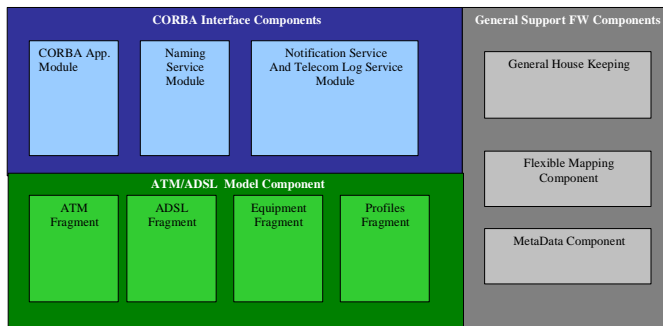 CORBA Interface Components
CORBA App.
Module
Naming
Service
Module
Notification Service
And Telecom Log Service
Module
ATM/ADSL Model Component
ATM
Fragment
ADSL
Fragment
Equipment
Fragment
Profiles
Fragment
General Support FW Components
General House Keeping
Flexible Mapping
Component
MetaData Component